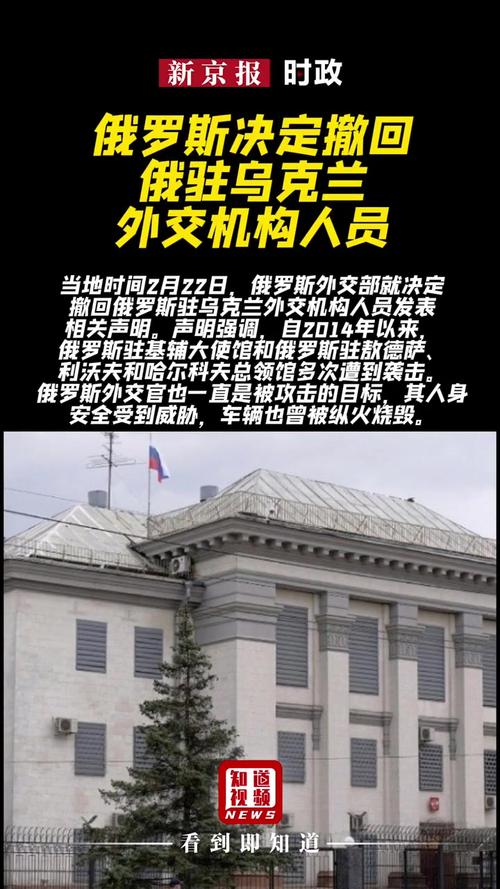 新京报 时政
俄罗斯决定撤回
俄驻乌克兰
外交机构人员
当地时间2月22日，俄罗斯外交部就决定
撤回俄罗斯驻乌克兰外交机构人员发表
相关声明。声明强调，自2014年以来，
俄罗斯驻基辅大使馆和俄罗斯驻敖德萨、
利沃夫和哈尔科夫总领馆多次遭到袭击。
俄罗斯外交官也一直是被攻击的目标，其人身
安全受到威胁，车辆也曾被纵火烧毁。
知道
视频
NEWS
看到即知道